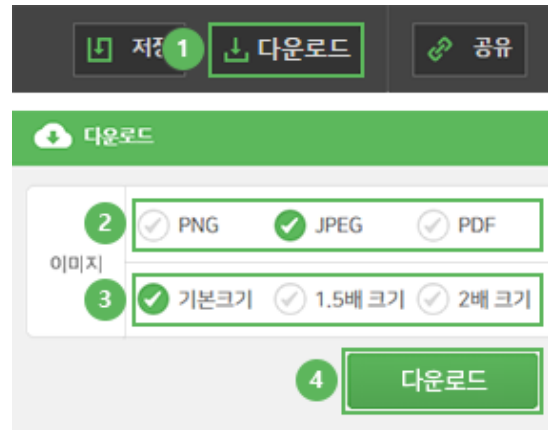 저장 1 다운로드 공유
다운로드
2 PNG JPEG PDF
이미지
3 기본크기 1.5배 크기 2배 크기
4 다운로드